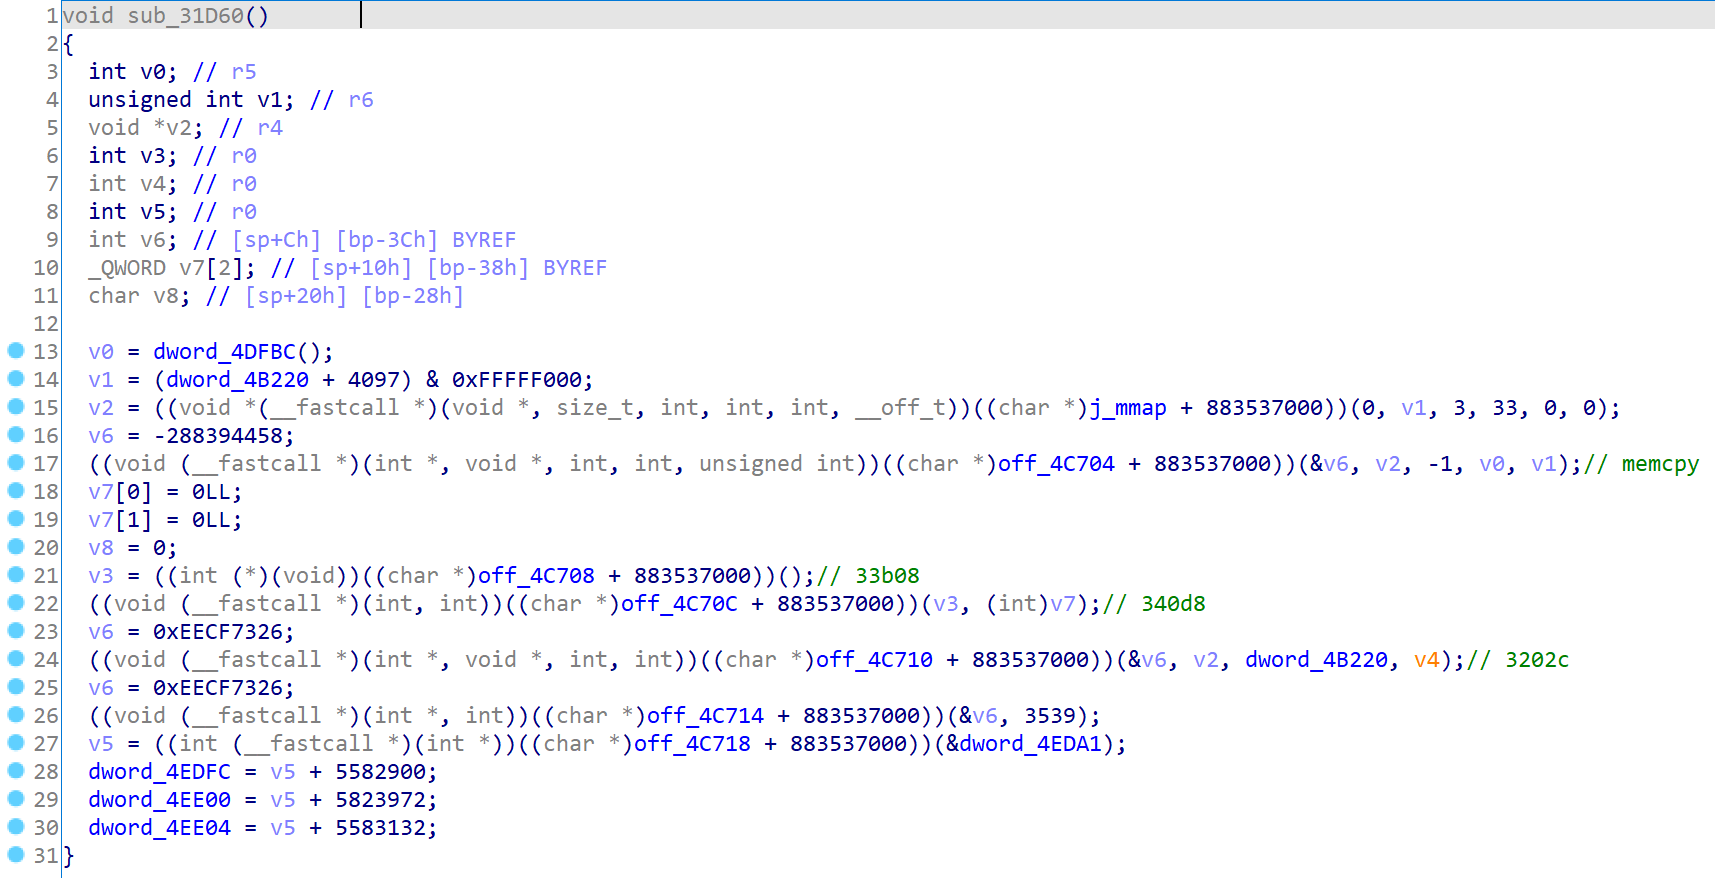 1 void sub_31D60()
2 {
3   int v0; // r5
4   unsigned int v1; // r6
5   void *v2; // r4
6   int v3; // r0
7   int v4; // r0
8   int v5; // r0
9   int v6; // [sp+Ch] [bp-3Ch] BYREF
10   _QWORD v7[2]; // [sp+10h] [bp-38h] BYREF
11   char v8; // [sp+20h] [bp-28h]
12
13   v0 = dword_4DFBC();
14   v1 = (dword_4B220 + 4097) & 0xFFFFF000;
15   v2 = ((void *(__fastcall *)(void *, size_t, int, int, int, __off_t))((char *)j_mmap + 883537000))(0, v1, 3, 33, 0, 0);
16   v6 = -288394458;
17   ((void (__fastcall *)(int *, void *, int, int, unsigned int))((char *)off_4C704 + 883537000))(&v6, v2, -1, v0, v1);// memcpy
18   v7[0] = 0LL;
19   v7[1] = 0LL;
20   v8 = 0;
21   v3 = ((int (*)(void))((char *)off_4C708 + 883537000))();// 33b08
22   ((void (__fastcall *)(int, int))((char *)off_4C70C + 883537000))(v3, (int)v7);// 340d8
23   v6 = 0xEECF7326;
24   ((void (__fastcall *)(int *, void *, int, int))((char *)off_4C710 + 883537000))(&v6, v2, dword_4B220, v4);// 3202c
25   v6 = 0xEECF7326;
26   ((void (__fastcall *)(int *, int))((char *)off_4C714 + 883537000))(&v6, 3539);
27   v5 = ((int (__fastcall *)(int *))((char *)off_4C718 + 883537000))(&dword_4EDA1);
28   dword_4EDFC = v5 + 5582900;
29   dword_4EE00 = v5 + 5823972;
30   dword_4EE04 = v5 + 5583132;
31 }